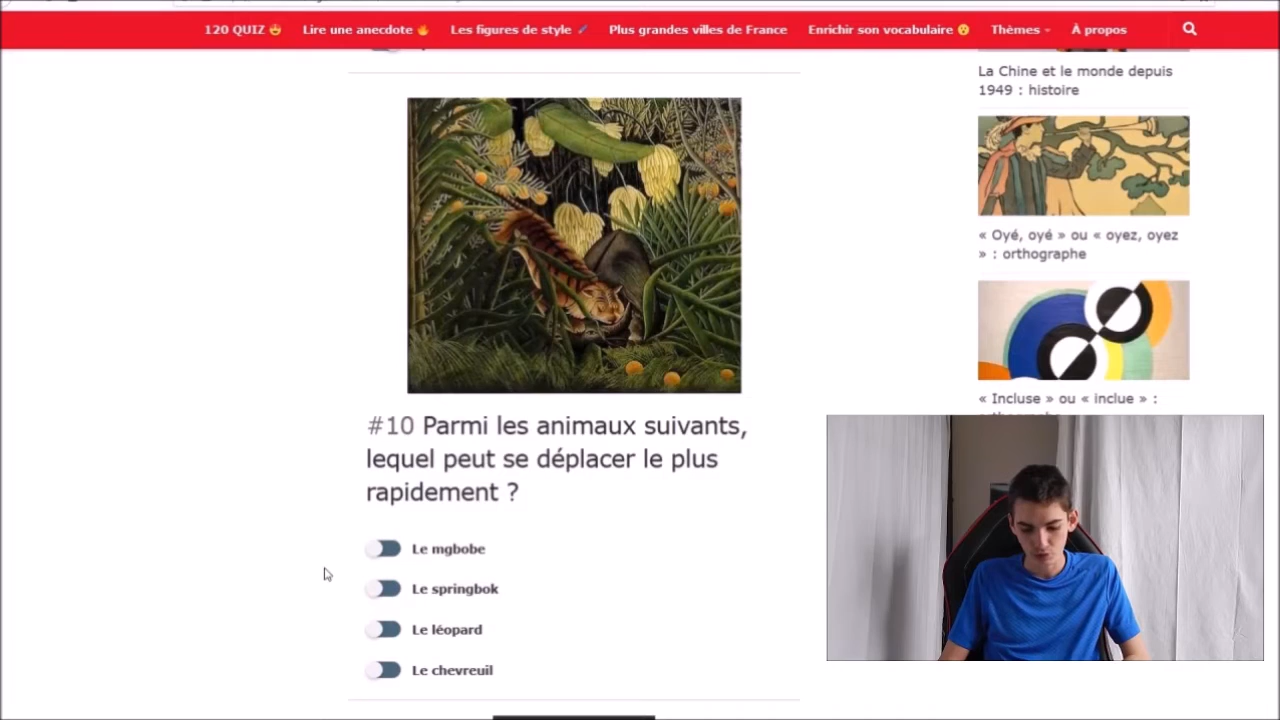 120 QUIZ 😍 Lire une anecdote 🔥 Les figures de style 🖊️ Plus grandes villes de France Enrichir son vocabulaire 😯 Thèmes À propos
La Chine et le monde depuis
1949 : histoire
« Oyé, oyé » ou « oyez, oyez
» : orthographe
« Incluse » ou « inclue » :
#10 Parmi les animaux suivants,
lequel peut se déplacer le plus
rapidement ?
Le mgbobe
Le springbok
Le léopard
Le chevreuil